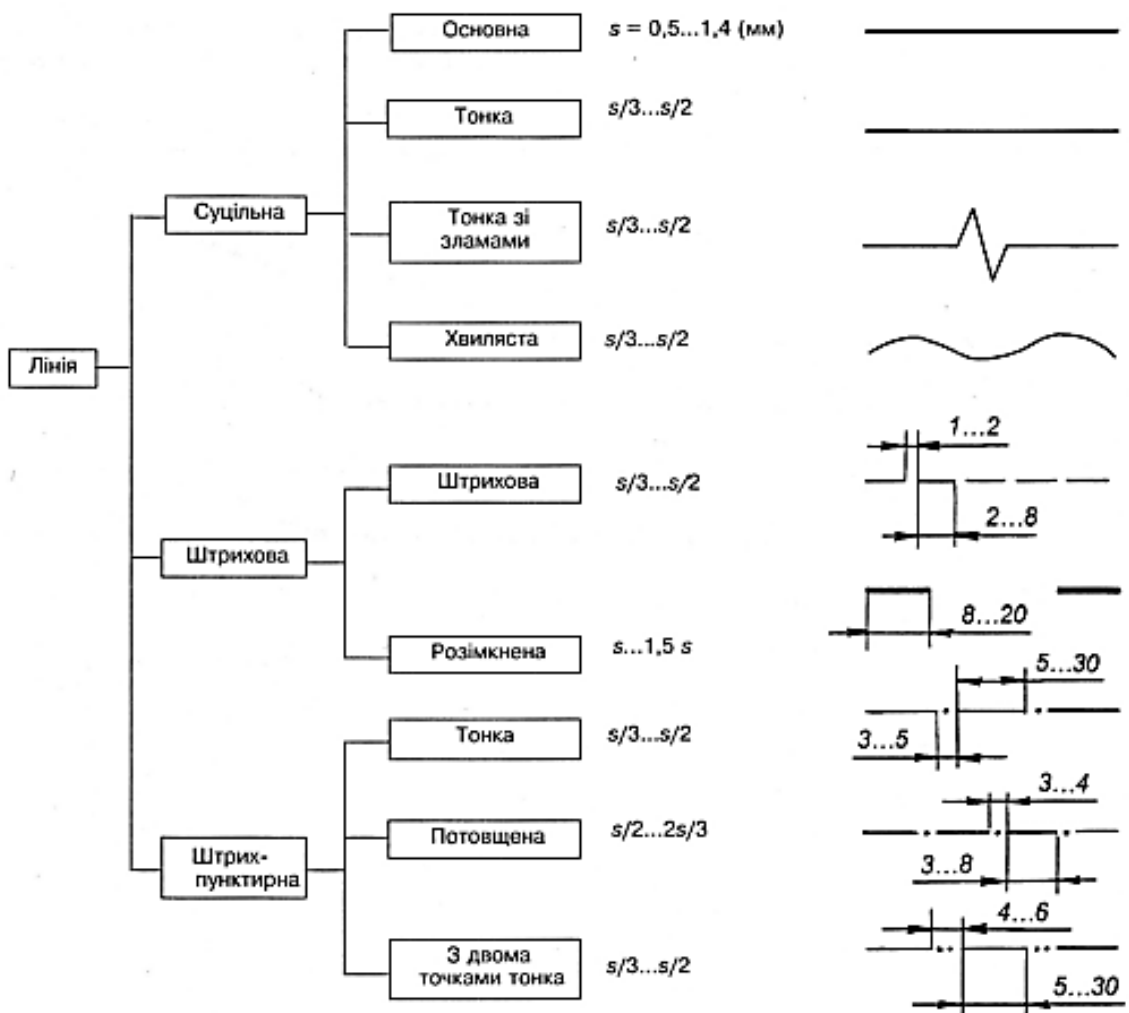 Основна
s = 0,5...1,4 (мм)
Тонка
s/3...s/2
Суцільна
Тонка зі
зламами
s/3...s/2
Хвиляста
s/3...s/2
Лінія
1...2
Штрихова
s/3...s/2
2...8
Штрихова
8...20
Розімкнена
s...1,5 s
5...30
Тонка
s/3...s/2
3...5
3...4
Потовщена
s/2...2s/3
Штрих-
пунктирна
3...8
4...6
З двома
точками тонка
s/3...s/2
5...30